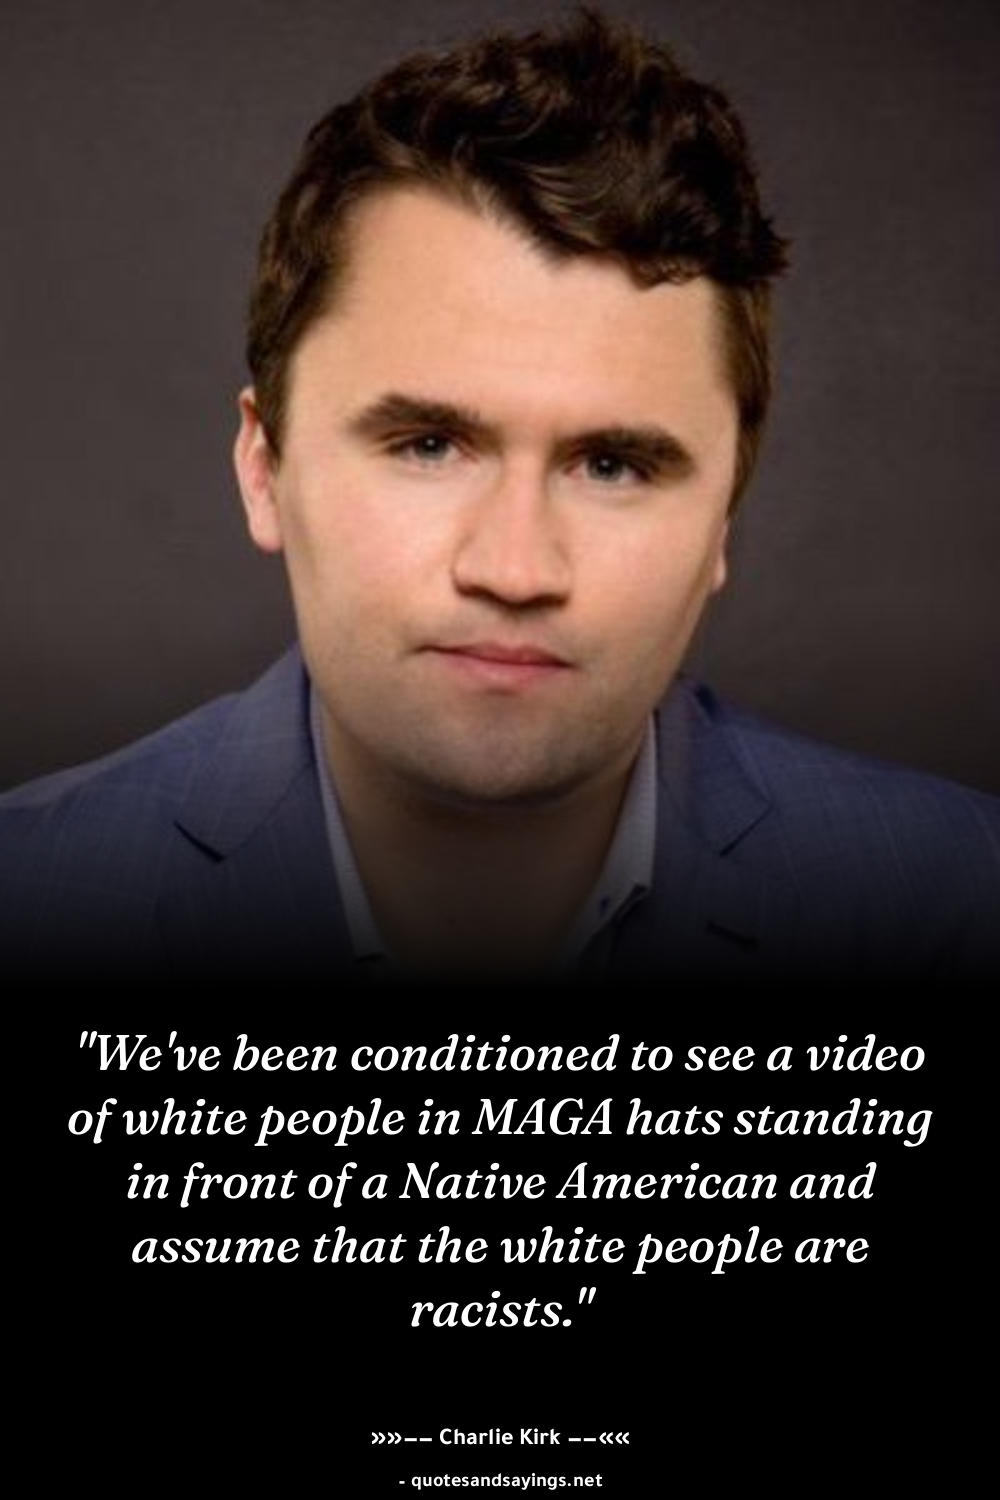 "We've been conditioned to see a video
of white people in MAGA hats standing
in front of a Native American and
assume that the white people are
racists."
»»—— Charlie Kirk ——««
- quotesandsayings.net